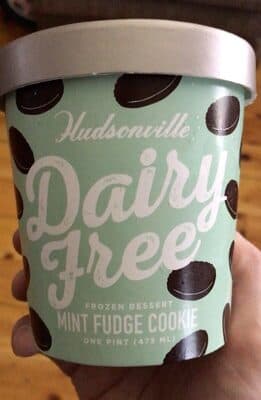 Hudsonville
Dairy
Free
FROZEN DESSERT
MINT FUDGE COOKIE
ONE PINT (473 ML)